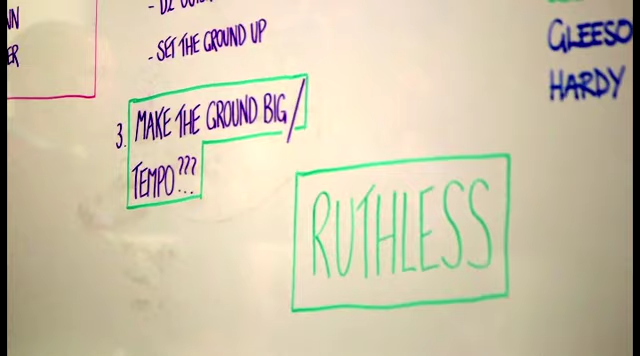 - SET THE GROUND UP
GLEESO
HARDY
3. MAKE THE GROUND BIG/
TEMPO???
RUTHLESS